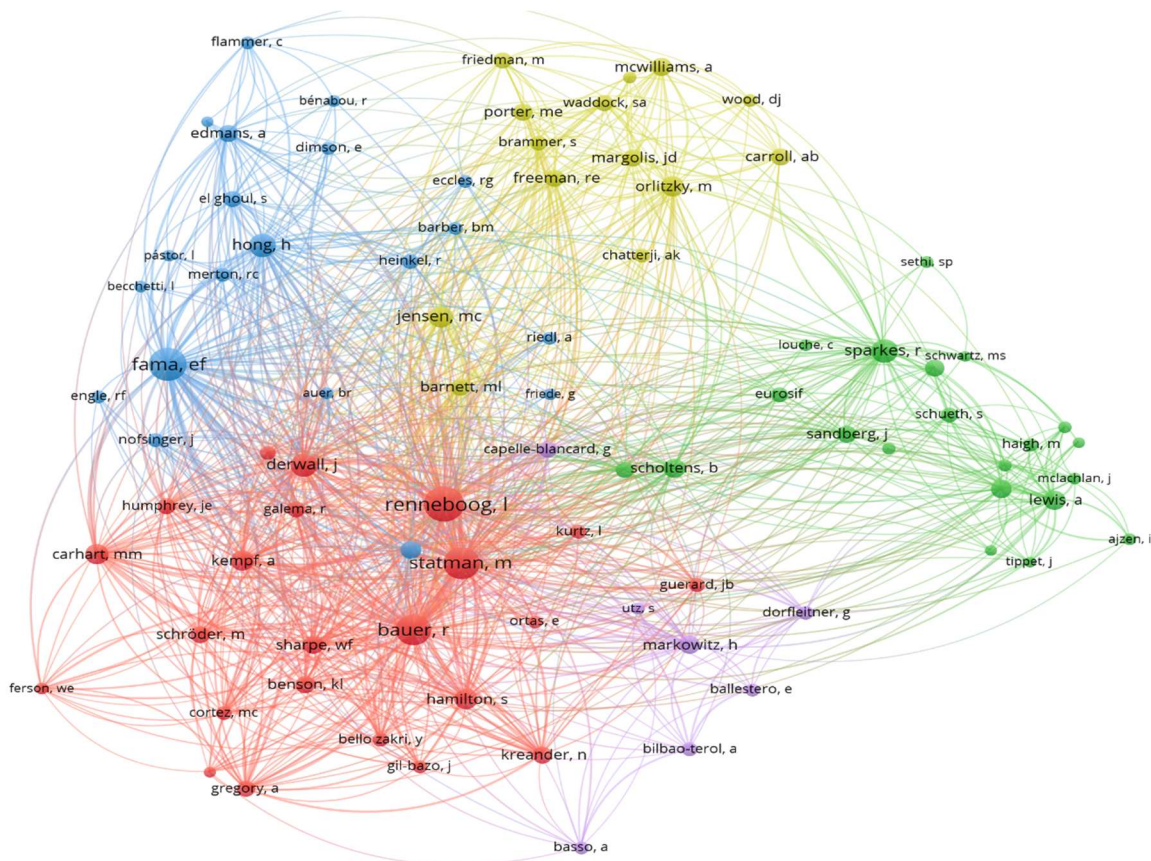 flammer, c
friedman, m
mcwilliams, a
bénabou, r
waddock, sa
wood, dj
porter, me
edmans, a
brammer, s
dimson, e
margolis, jd
carroll, ab
eccles, rg
freeman, re
orlitzky, m
el ghoul, s
barber, bm
hong, h
chatterji, ak
pástor, l
heinkel, r
sethi, sp
merton, rc
becchetti, l
jensen, mc
riedl, a
louche, c
sparkes, r
schwartz, ms
fama, ef
barnett, ml
engle, rf
auer, br
friede, g
eurosif
schueth, s
nofsinger, j
capelle-blancard, g
sandberg, j
haigh, m
derwall, j
scholtens, b
mclachlan, j
humphrey, je
galema, r
renneboog, l
lewis, a
kurtz, l
ajzen, i
carhart, mm
kempf, a
statman, m
tippet, j
guerard, jb
utz, s
dorfleitner, g
schröder, m
bauer, r
ortas, e
sharpe, wf
markowitz, h
ferson, we
benson, kl
ballestero, e
hamilton, s
cortez, mc
bello zakri, y
bilbao-terol, a
gil-bazo, j
kreander, n
gregory, a
basso, a